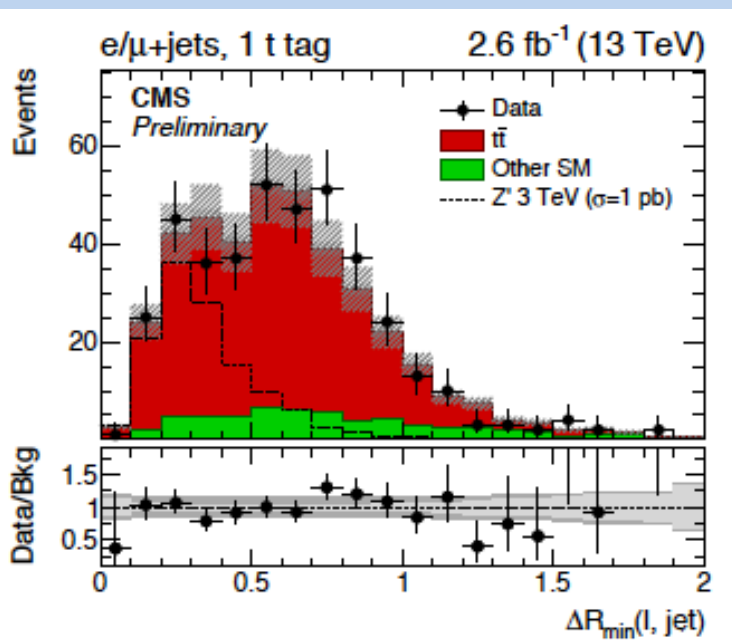 e/μ+jets, 1 t tag 2.6 fb⁻¹ (13 TeV)
CMS
Preliminary
Data
tt̄
Other SM
Z' 3 TeV (σ=1 pb)
Events
60
40
20
Data/Bkg
1.5
1
0.5
0 0.5 1 1.5 2
ΔR_min(l, jet)